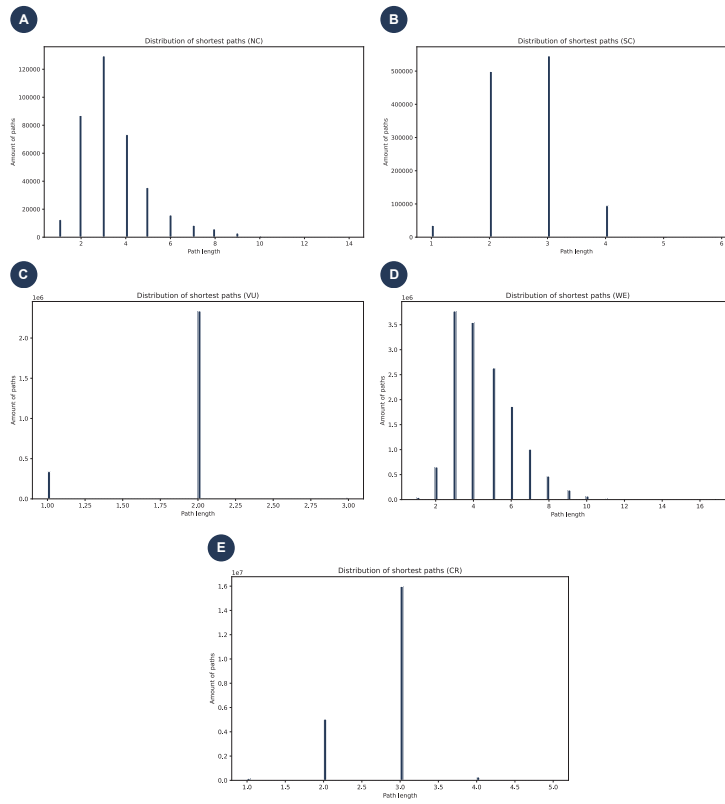 A
Distribution of shortest paths (NC)
Amount of paths
120000
100000
80000
60000
40000
20000
0
2 4 6 8 10 12 14
Path length
B
Distribution of shortest paths (SC)
Amount of paths
500000
400000
300000
200000
100000
0
1 2 3 4 5 6
Path length
C
Distribution of shortest paths (VU)
1e6
Amount of paths
2.0
1.5
1.0
0.5
0.0
1.00 1.25 1.50 1.75 2.00 2.25 2.50 2.75 3.00
Path length
D
Distribution of shortest paths (WE)
1e6
Amount of paths
3.5
3.0
2.5
2.0
1.5
1.0
0.5
0.0
2 4 6 8 10 12 14 16
Path length
E
Distribution of shortest paths (CR)
1e7
Amount of paths
1.6
1.4
1.2
1.0
0.8
0.6
0.4
0.2
0.0
1.0 1.5 2.0 2.5 3.0 3.5 4.0 4.5 5.0
Path length